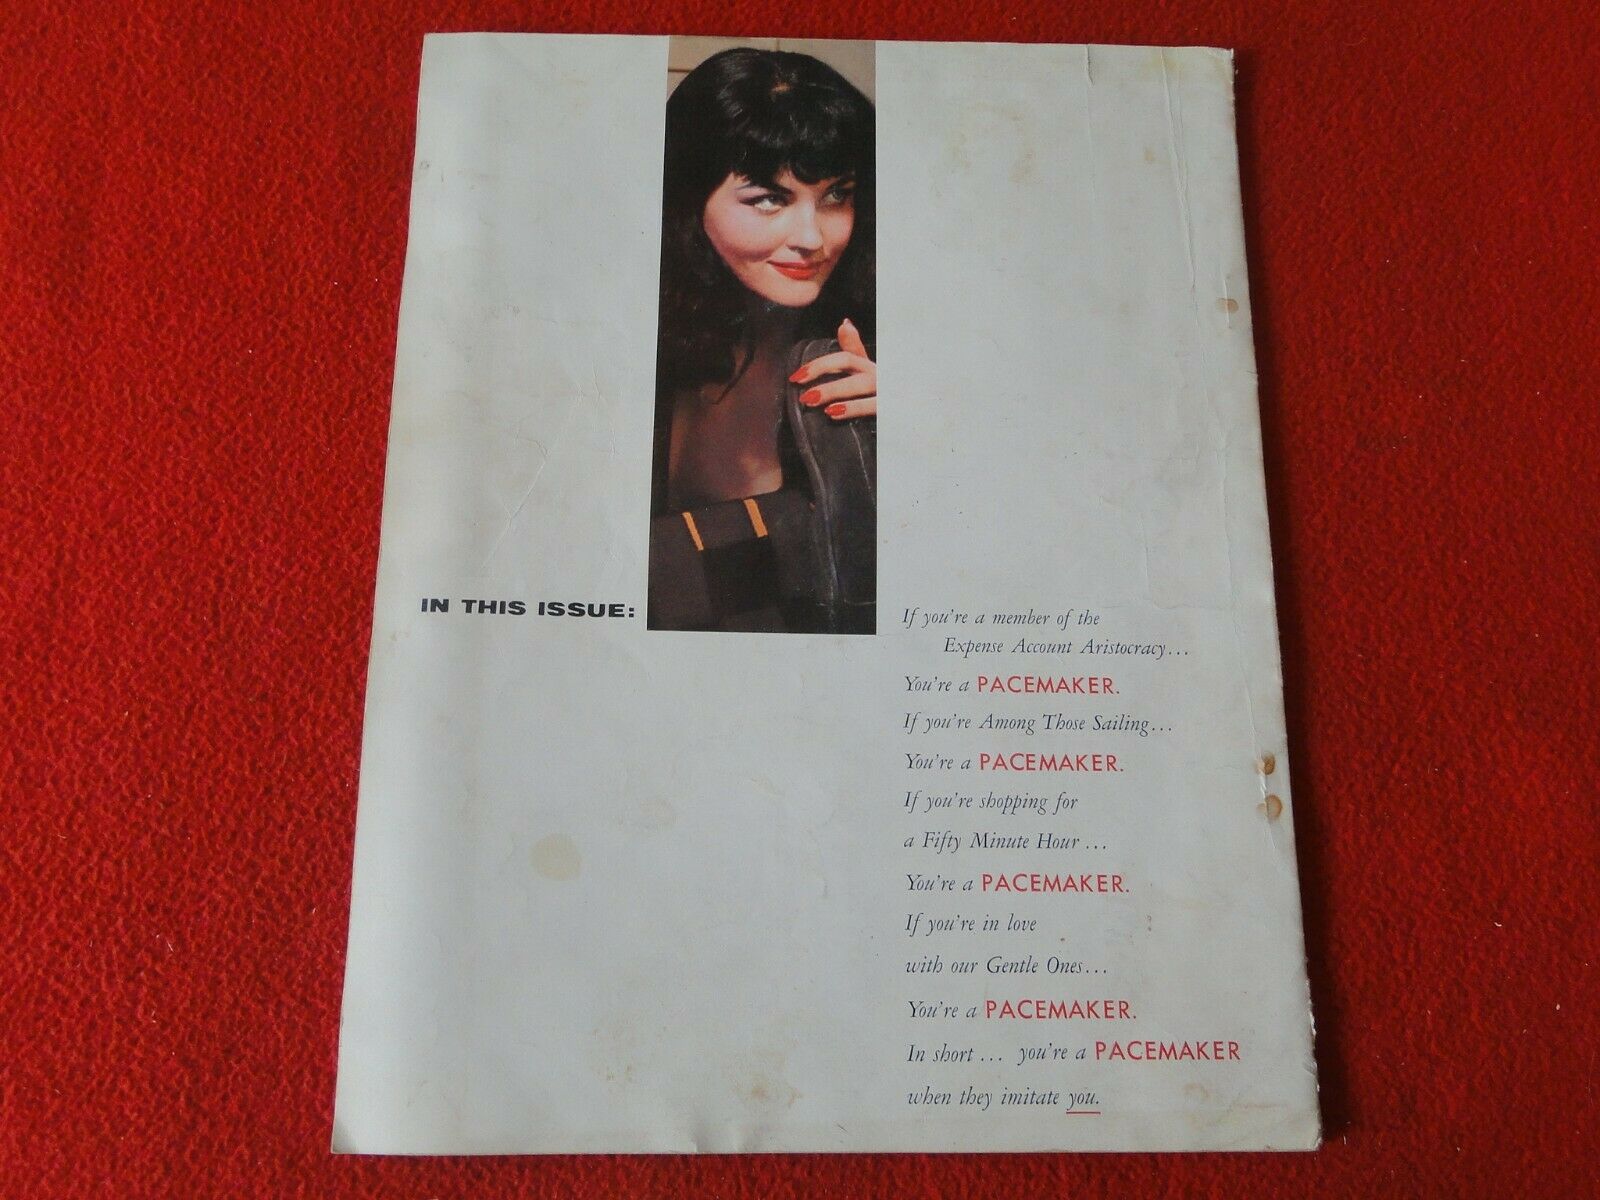 IN THIS ISSUE:
If you're a member of the
Expense Account Aristocracy...
You're a PACEMAKER.
If you're Among Those Sailing...
You're a PACEMAKER.
If you're shopping for
a Fifty Minute Hour...
You're a PACEMAKER.
If you're in love
with our Gentle Ones...
You're a PACEMAKER.
In short... you're a PACEMAKER
when they imitate you.